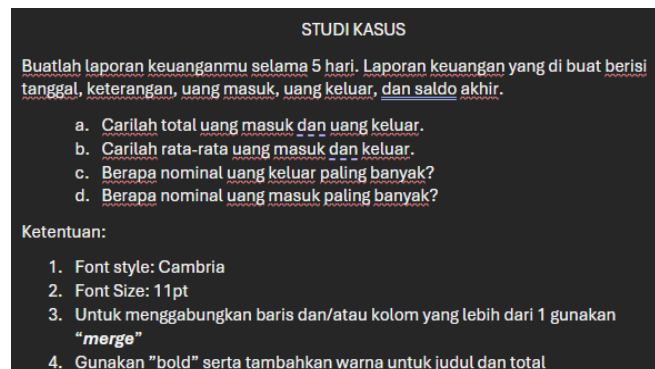 STUDI KASUS
Buatlah laporan keuanganmu selama 5 hari. Laporan keuangan yang di buat berisi
tanggal, keterangan, uang masuk, uang keluar, dan saldo akhir.
a. Carilah total uang masuk dan uang keluar.
b. Carilah rata-rata uang masuk dan keluar.
c. Berapa nominal uang keluar paling banyak?
d. Berapa nominal uang masuk paling banyak?
Ketentuan:
1. Font style: Cambria
2. Font Size: 11pt
3. Untuk menggabungkan baris dan/atau kolom yang lebih dari 1 gunakan
“merge”
4. Gunakan ”bold” serta tambahkan warna untuk judul dan total